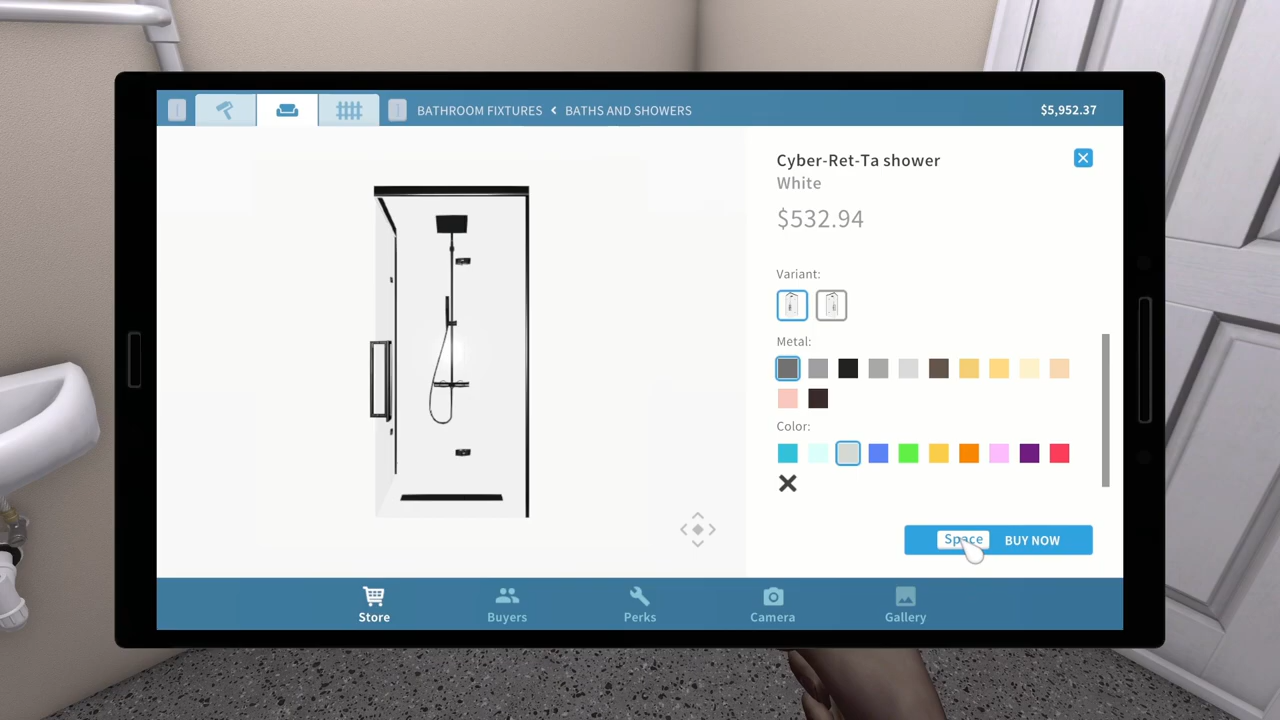 BATHROOM FIXTURES < BATHS AND SHOWERS
$5,952.37
Cyber-Ret-Ta shower
White
$532.94
Variant:
Metal:
Color:
Space BUY NOW
Store
Buyers
Perks
Camera
Gallery